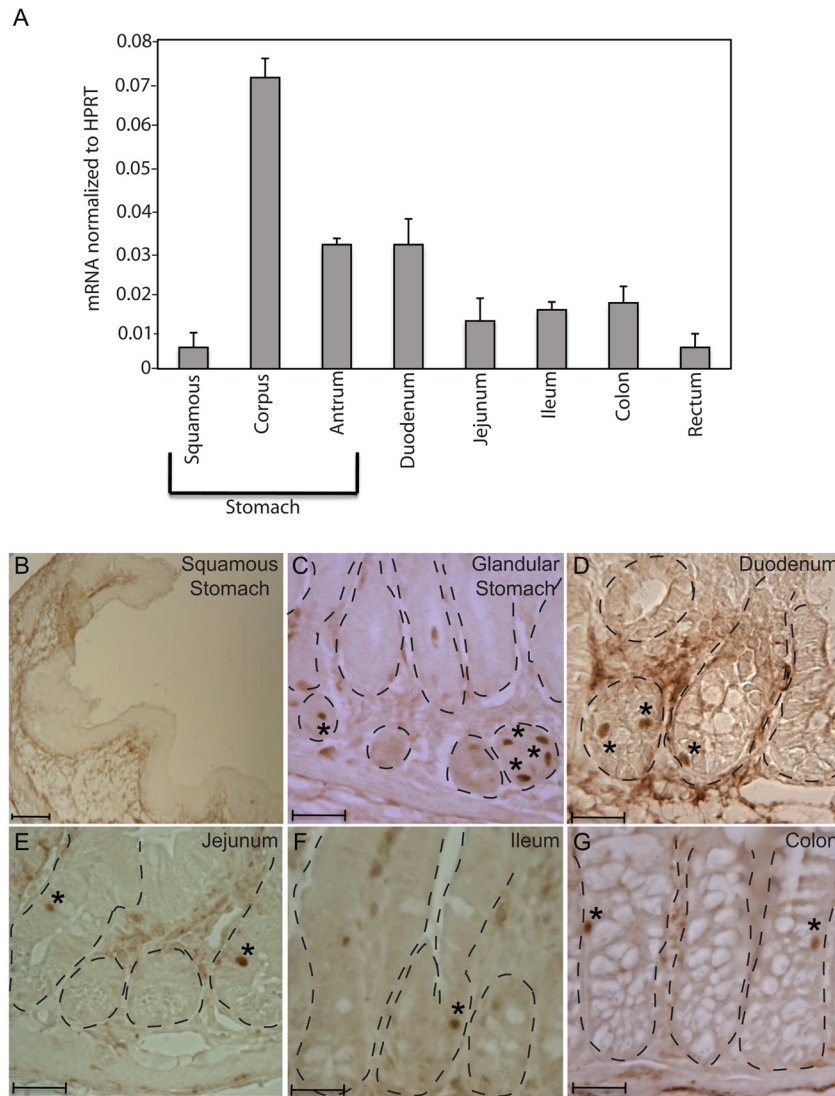 A
mRNA normalized to HPRT
0.08
0.07
0.06
0.05
0.04
0.03
0.02
0.01
0
Squamous
Corpus
Antrum
Duodenum
Jejunum
Ileum
Colon
Rectum
Stomach
B
Squamous
Stomach
C
Glandular
Stomach
*
*
*
*
D
Duodenum
*
*
*
E
Jejunum
*
*
F
Ileum
*
G
Colon
*
*